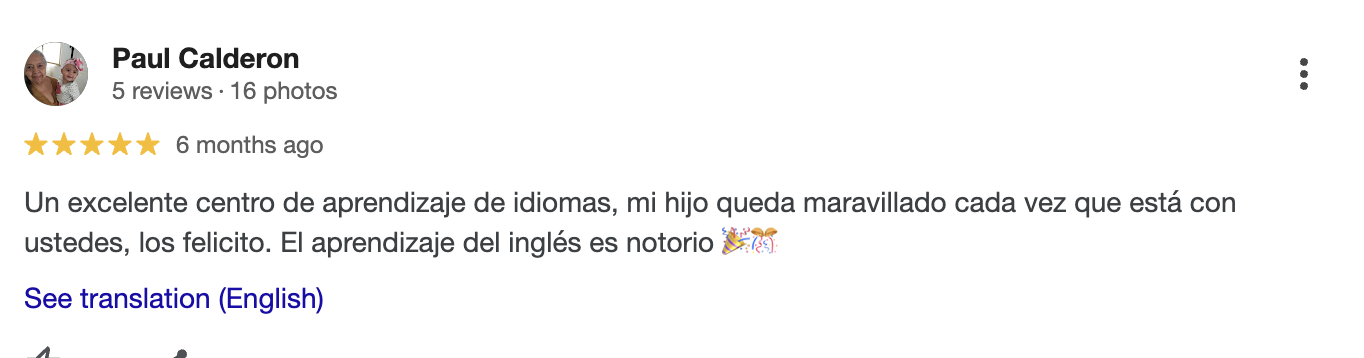 Paul Calderon
5 reviews · 16 photos
6 months ago
Un excelente centro de aprendizaje de idiomas, mi hijo queda maravillado cada vez que está con
ustedes, los felicito. El aprendizaje del inglés es notorio 🎉🎊
See translation (English)